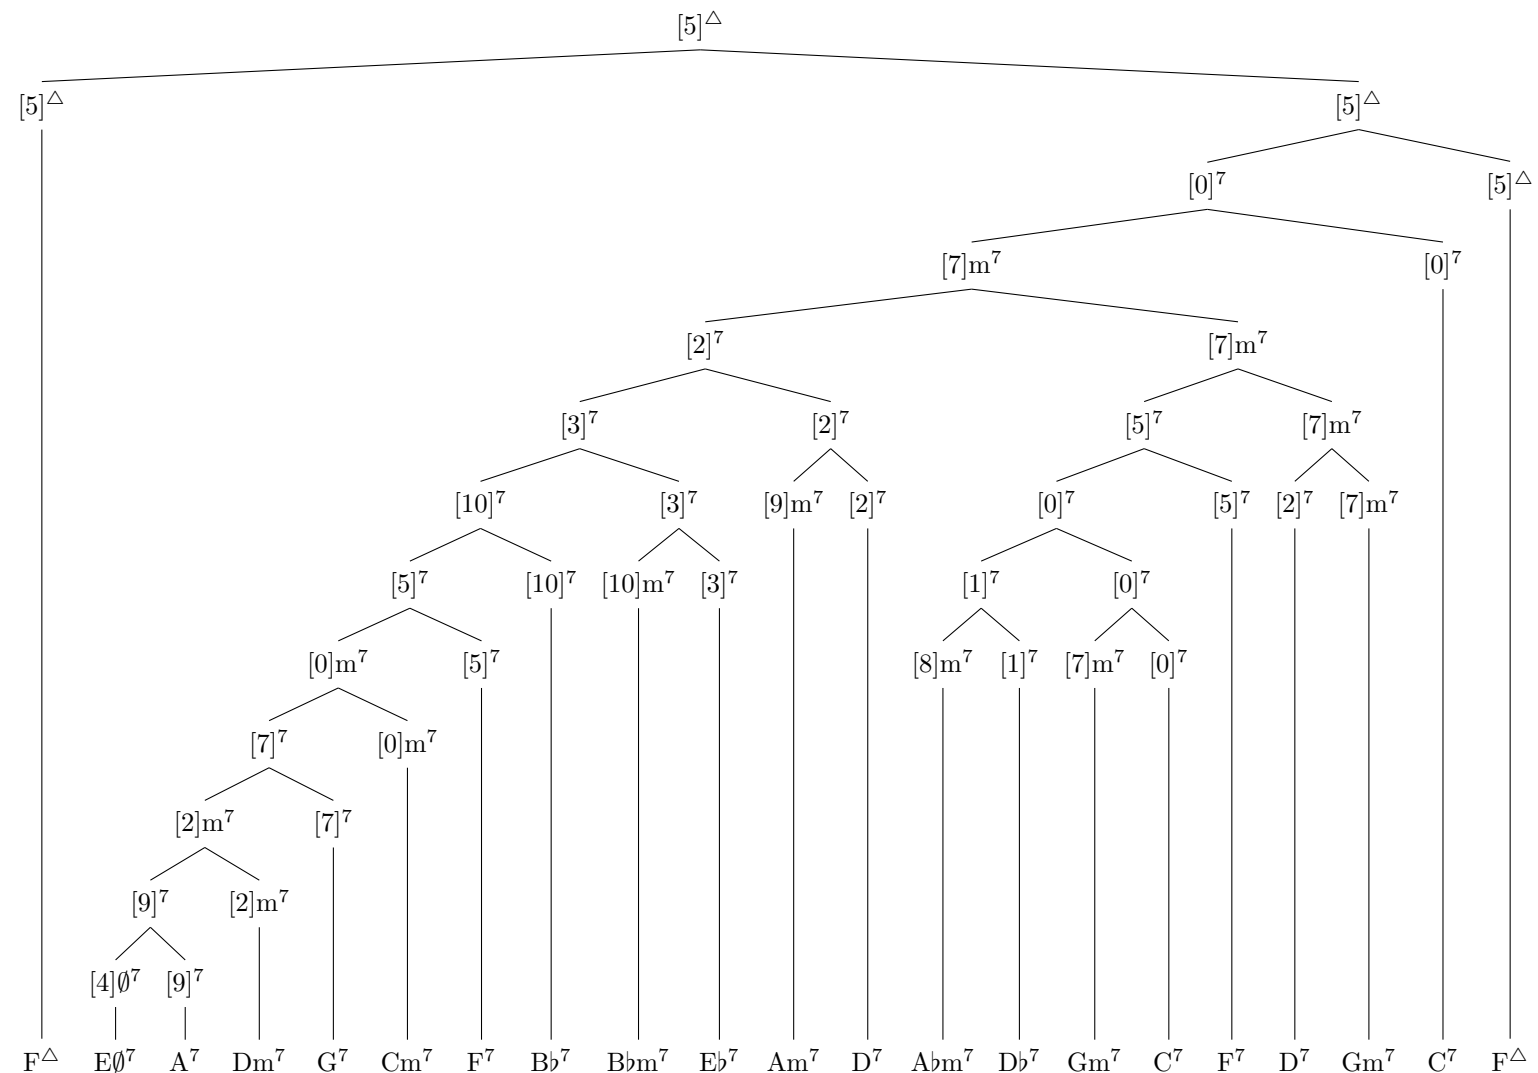 [5]△
[5]△ [5]△
[0]⁷ [5]△
[7]m⁷ [0]⁷
[2]⁷ [7]m⁷
[3]⁷ [2]⁷ [5]⁷ [7]m⁷
[10]⁷ [3]⁷ [9]m⁷ [2]⁷ [0]⁷ [5]⁷ [2]⁷ [7]m⁷
[5]⁷ [10]⁷ [10]m⁷ [3]⁷ [1]⁷ [0]⁷
[0]m⁷ [5]⁷ [8]m⁷ [1]⁷ [7]m⁷ [0]⁷
[7]⁷ [0]m⁷
[2]m⁷ [7]⁷
[9]⁷ [2]m⁷
[4]∅⁷ [9]⁷
F△ E∅⁷ A⁷ Dm⁷ G⁷ Cm⁷ F⁷ B♭⁷ B♭m⁷ E♭⁷ Am⁷ D⁷ A♭m⁷ D♭⁷ Gm⁷ C⁷ F⁷ D⁷ Gm⁷ C⁷ F△